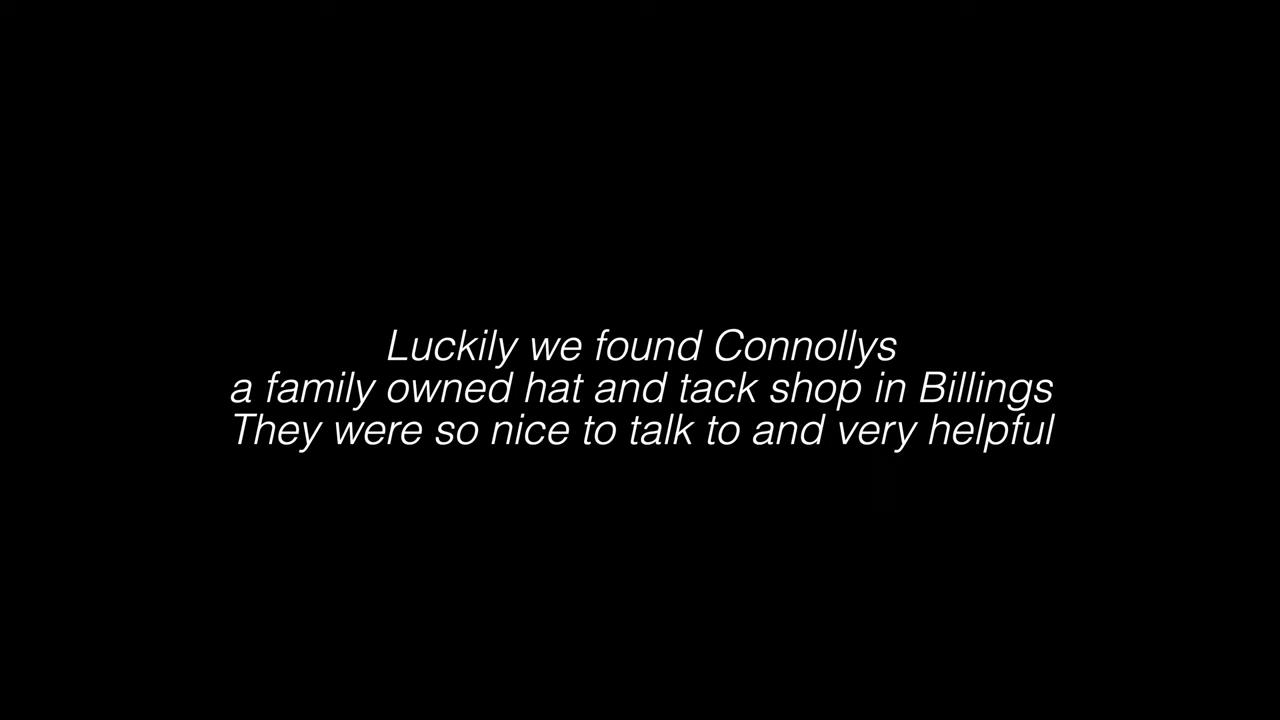 Luckily we found Connollys
a family owned hat and tack shop in Billings
They were so nice to talk to and very helpful